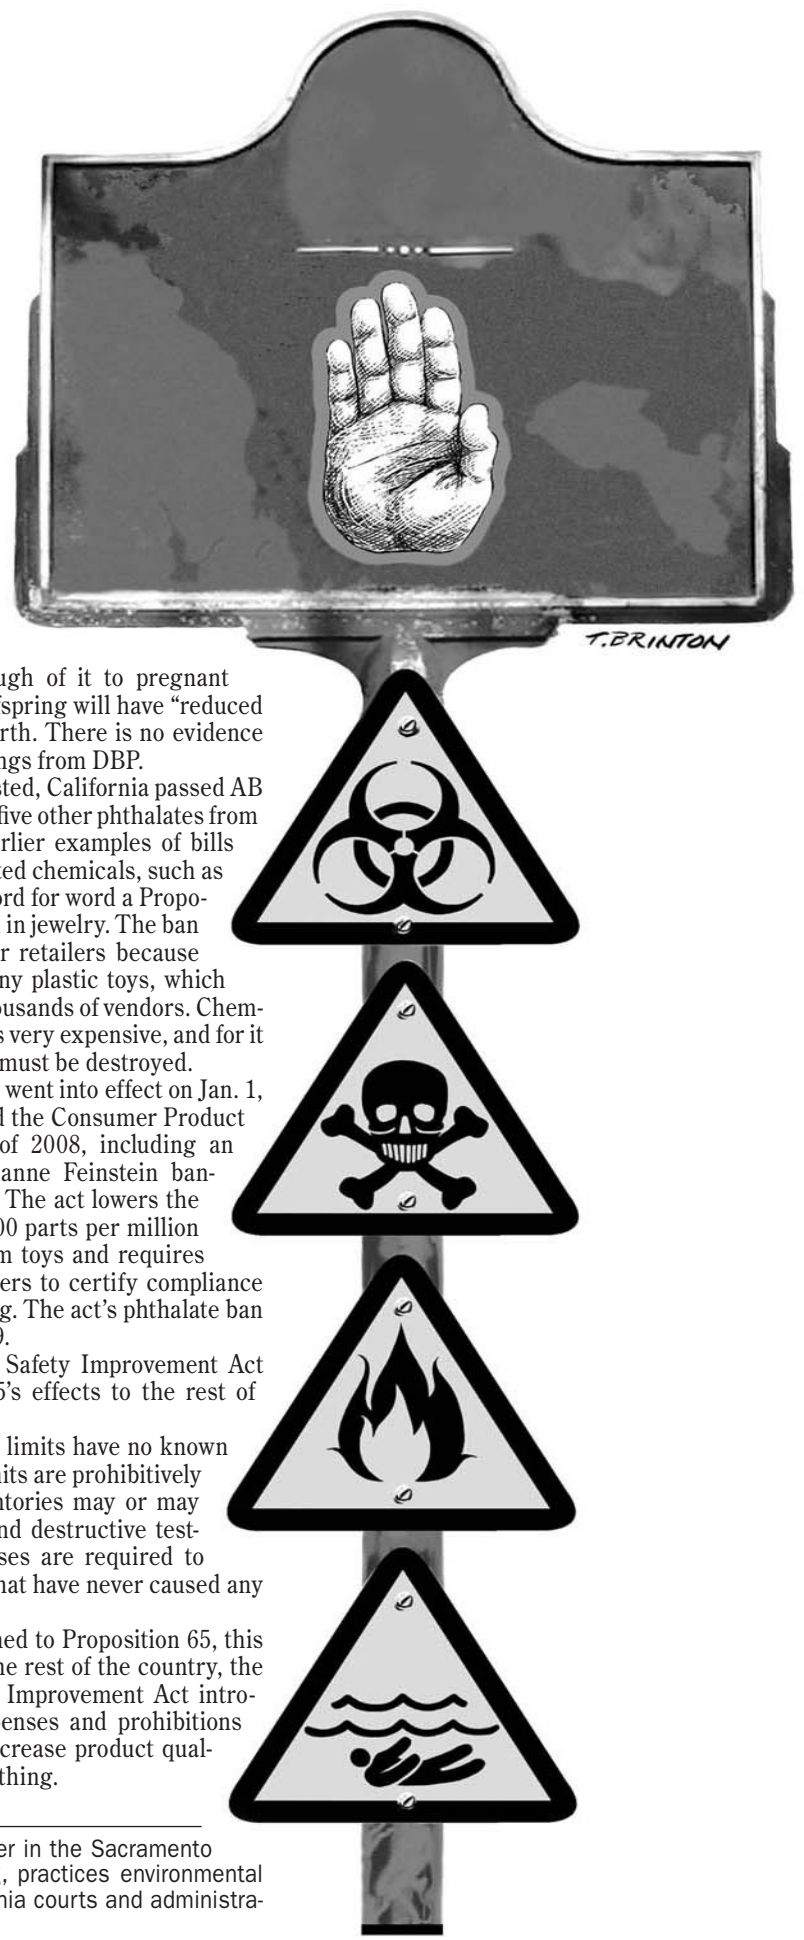 T. BRINTON
ugh of it to pregnant
fspring will have “reduced
rth. There is no evidence
ngs from DBP.
sted, California passed AB
five other phthalates from
rlier examples of bills
ted chemicals, such as
ord for word a Propo-
in jewelry. The ban
r retailers because
ny plastic toys, which
ousands of vendors. Chem-
s very expensive, and for it
must be destroyed.
went into effect on Jan. 1,
d the Consumer Product
of 2008, including an
anne Feinstein ban-
The act lowers the
00 parts per million
m toys and requires
ers to certify compliance
g. The act’s phthalate ban
9.
Safety Improvement Act
5’s effects to the rest of
limits have no known
nits are prohibitively
ntories may or may
nd destructive test-
ses are required to
hat have never caused any
ned to Proposition 65, this
he rest of the country, the
Improvement Act intro-
enses and prohibitions
crease product qual-
thing.
er in the Sacramento
, practices environmental
nia courts and administra-